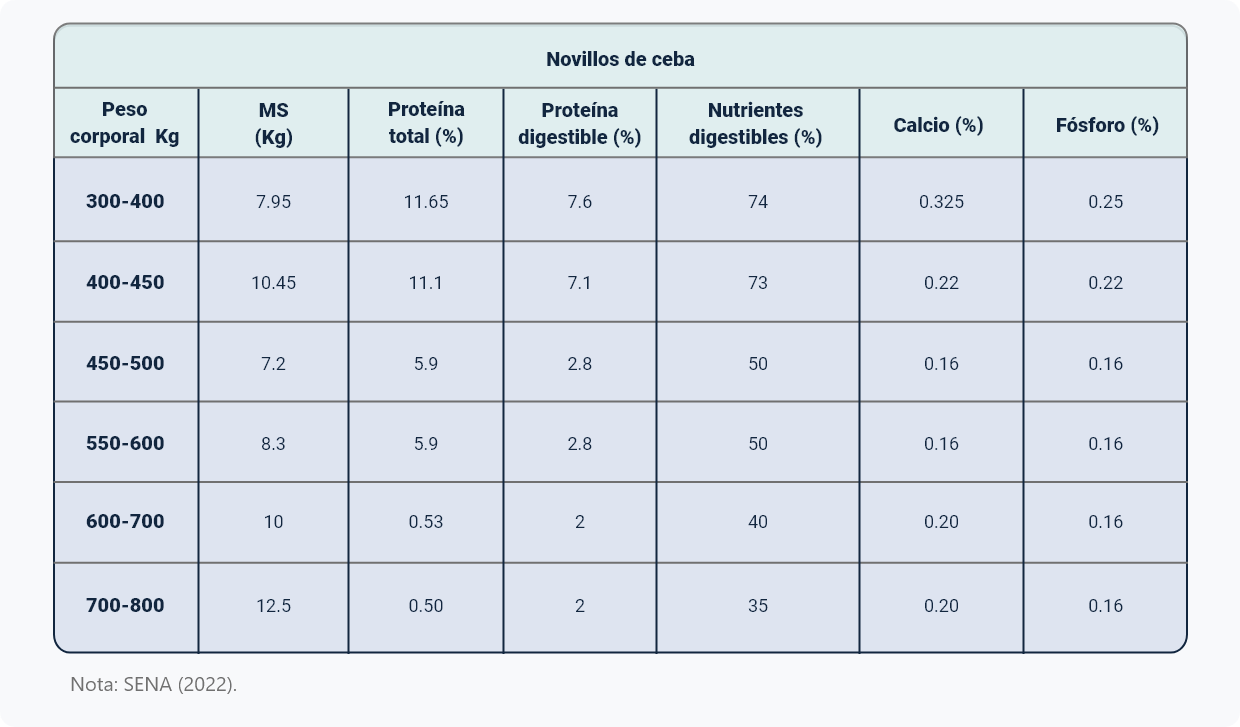 Novillos de ceba
Peso corporal Kg | MS (Kg) | Proteína total (%) | Proteína digestible (%) | Nutrientes digestibles (%) | Calcio (%) | Fósforo (%)
300-400 | 7.95 | 11.65 | 7.6 | 74 | 0.325 | 0.25
400-450 | 10.45 | 11.1 | 7.1 | 73 | 0.22 | 0.22
450-500 | 7.2 | 5.9 | 2.8 | 50 | 0.16 | 0.16
550-600 | 8.3 | 5.9 | 2.8 | 50 | 0.16 | 0.16
600-700 | 10 | 0.53 | 2 | 40 | 0.20 | 0.16
700-800 | 12.5 | 0.50 | 2 | 35 | 0.20 | 0.16
Nota: SENA (2022).